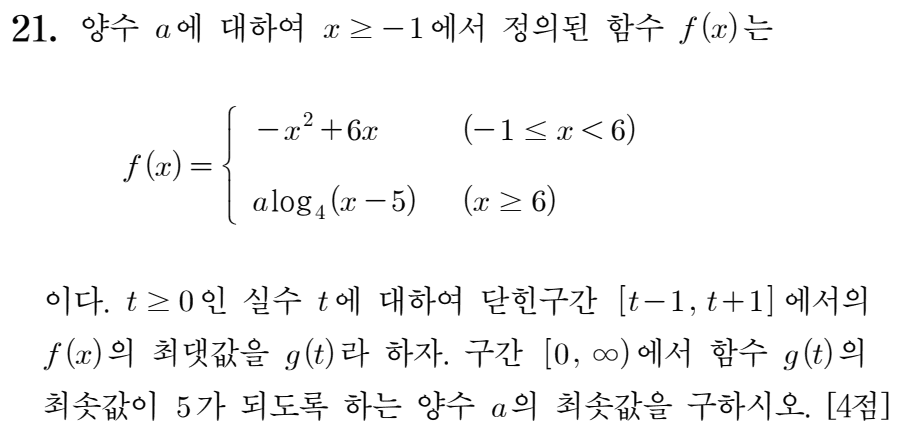 21. 양수 a에 대하여 x ≥ -1에서 정의된 함수 f(x)는
f(x) = { -x² + 6x (-1 ≤ x < 6)
a log₄(x - 5) (x ≥ 6)
이다. t ≥ 0인 실수 t에 대하여 닫힌구간 [t-1, t+1]에서의
f(x)의 최댓값을 g(t)라 하자. 구간 [0, ∞)에서 함수 g(t)의
최솟값이 5가 되도록 하는 양수 a의 최솟값을 구하시오. [4점]